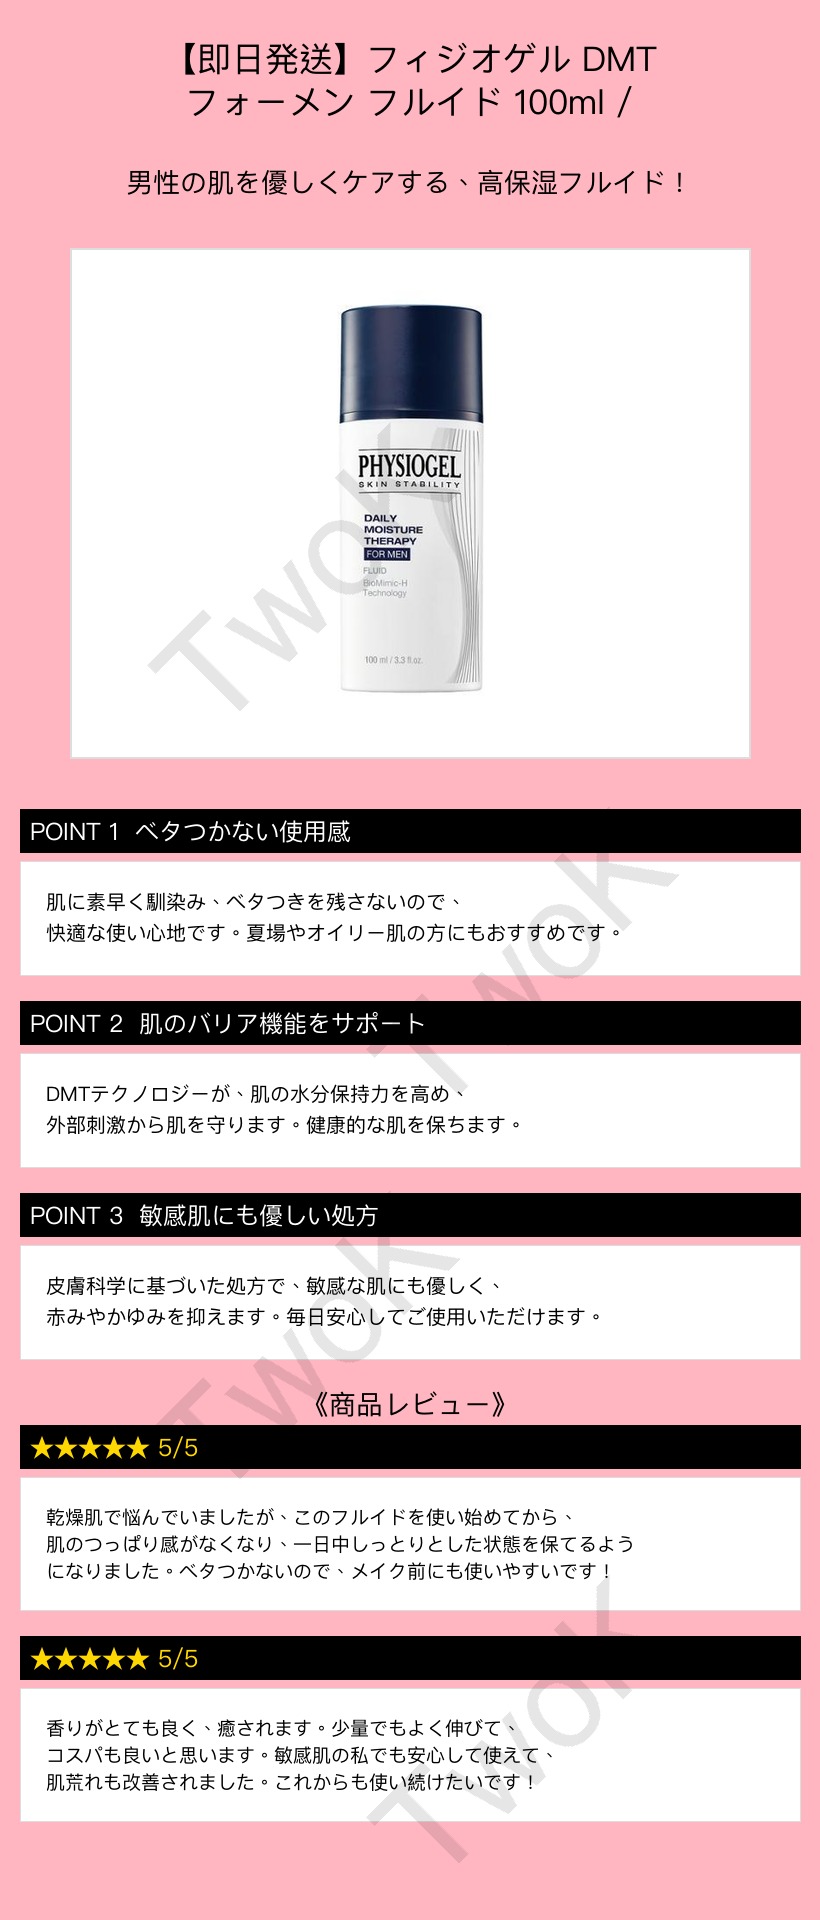 【即日発送】フィジオゲル DMT
フォーメン フルイド 100ml /
男性の肌を優しくケアする、高保湿フルイド！
PHYSIOGEL
SKIN STABILITY
DAILY
MOISTURE
THERAPY
FOR MEN
FLUID
BioMimic-H
Technology
100 ml / 3.3 fl.oz.
TwoK
POINT 1 ベタつかない使用感
肌に素早く馴染み、ベタつきを残さないので、
快適な使い心地です。夏場やオイリー肌の方にもおすすめです。
TwoK
POINT 2 肌のバリア機能をサポート
DMTテクノロジーが、肌の水分保持力を高め、
外部刺激から肌を守ります。健康的な肌を保ちます。
POINT 3 敏感肌にも優しい処方
皮膚科学に基づいた処方で、敏感な肌にも優しく、
赤みやかゆみを抑えます。毎日安心してご使用いただけます。
TwoK
《商品レビュー》
★★★★★ 5/5
乾燥肌で悩んでいましたが、このフルイドを使い始めてから、
肌のつっぱり感がなくなり、一日中しっとりとした状態を保てるよう
になりました。ベタつかないので、メイク前にも使いやすいです！
★★★★★ 5/5
香りがとても良く、癒されます。少量でもよく伸びて、
コスパも良いと思います。敏感肌の私でも安心して使えて、
肌荒れも改善されました。これからも使い続けたいです！
TwoK